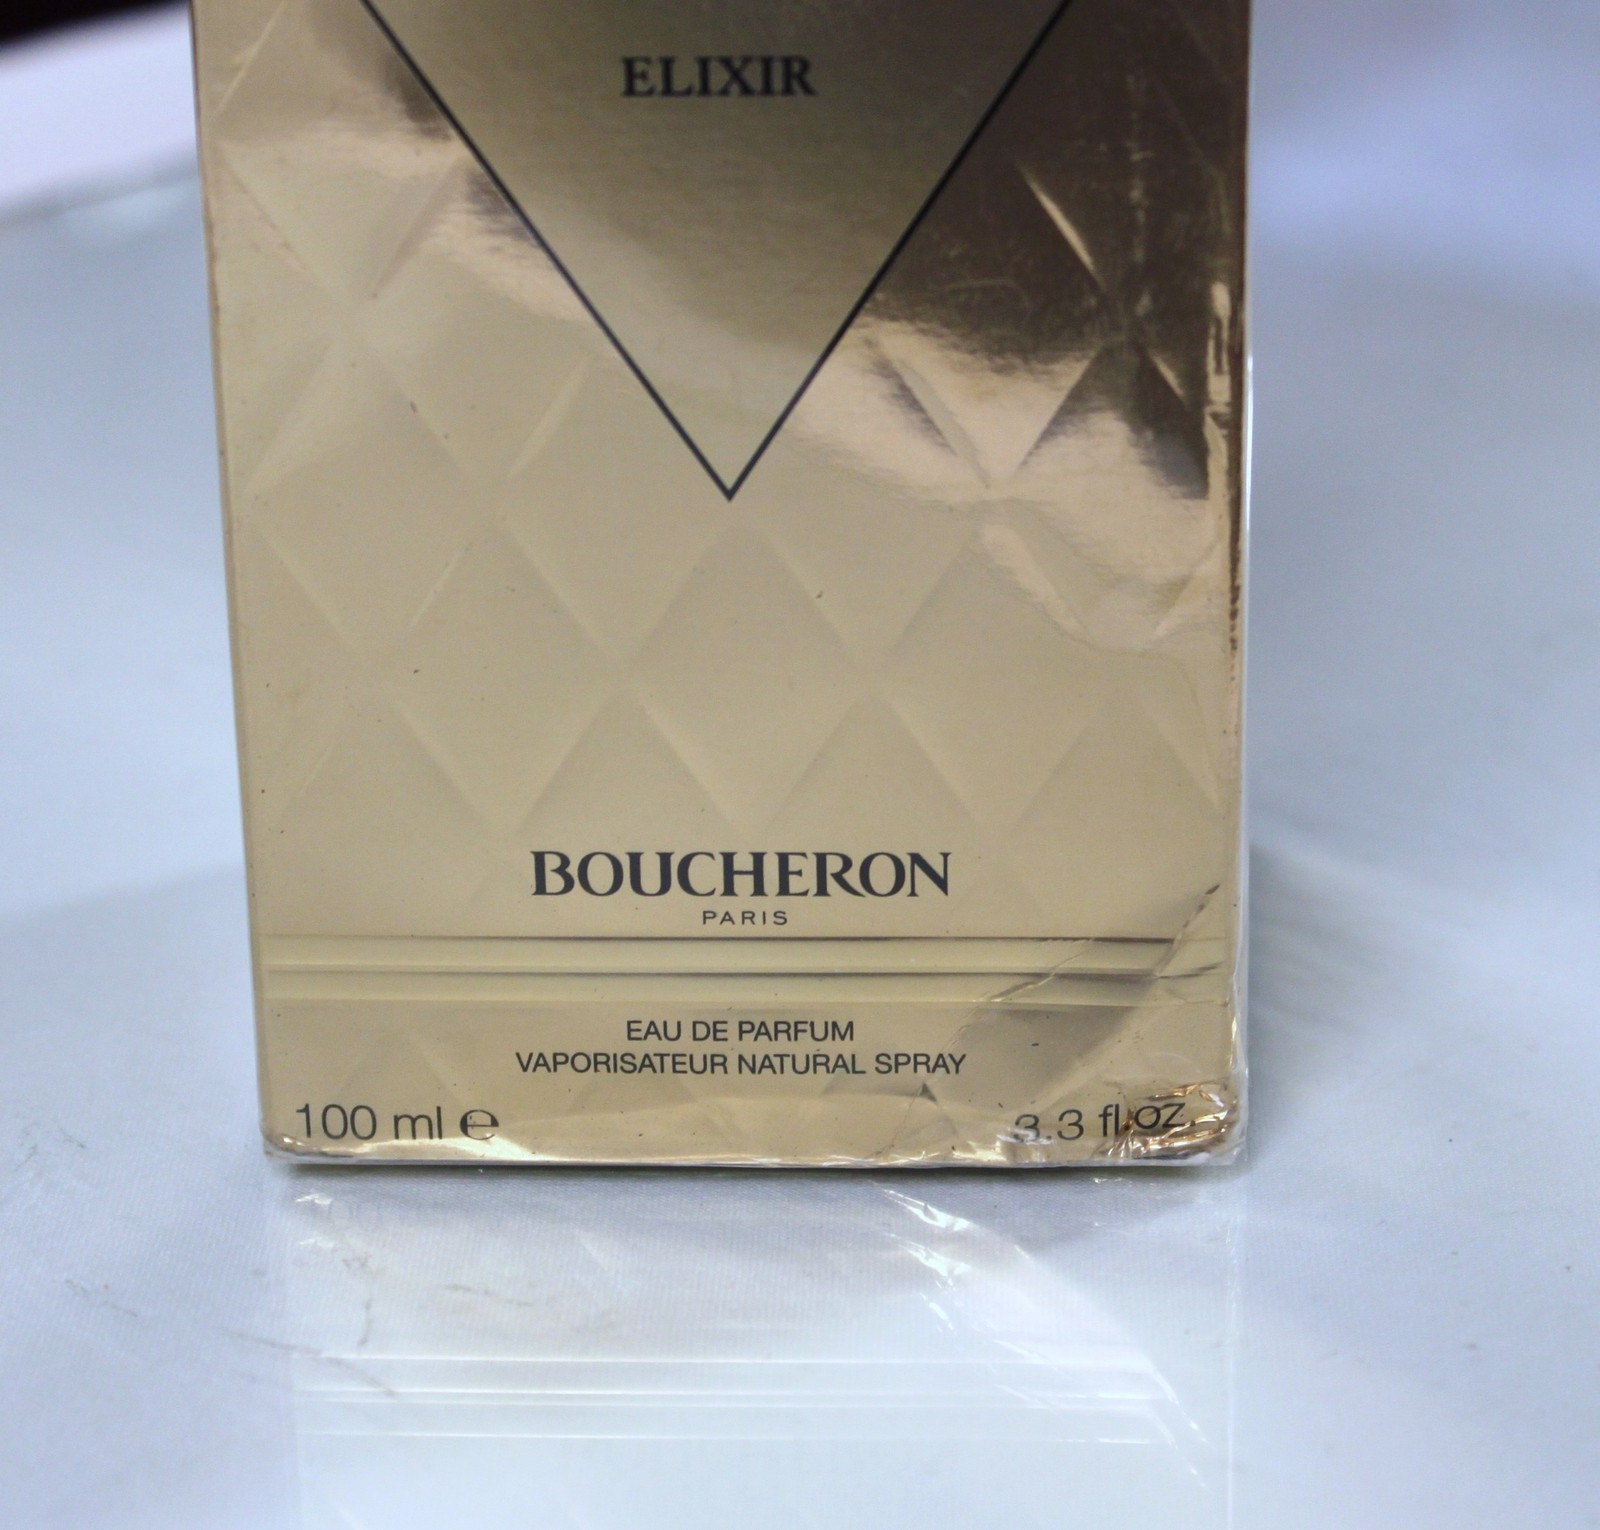 ELIXIR
BOUCHERON
PARIS
EAU DE PARFUM
VAPORISATEUR NATURAL SPRAY
100 ml ℮
3.3 fl.oz.